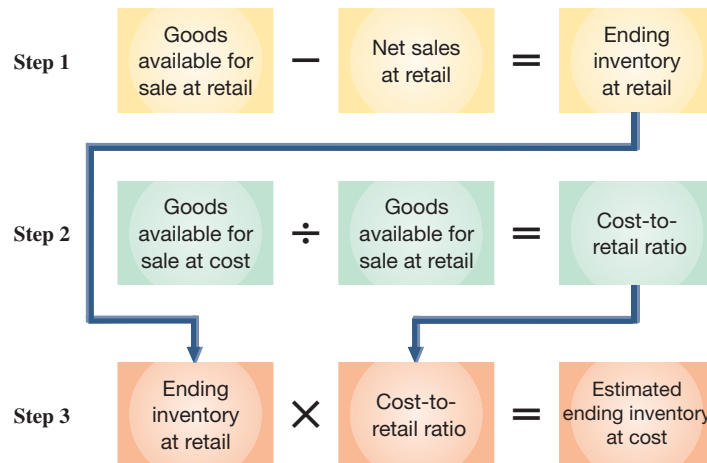 Step 1
Goods
available for
sale at retail
−
Net sales
at retail
=
Ending
inventory
at retail
Step 2
Goods
available for
sale at cost
÷
Goods
available for
sale at retail
=
Cost-to-
retail ratio
Step 3
Ending
inventory
at retail
×
Cost-to-
retail ratio
=
Estimated
ending inventory
at cost